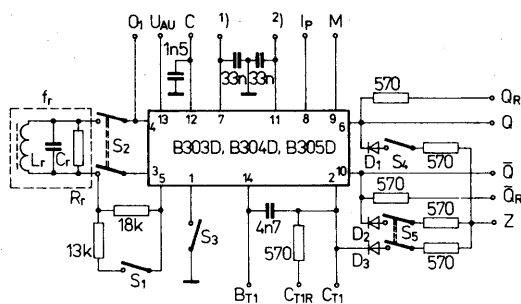 O1 UAU C 1) 2) IP M
1n5
33n 33n
570
QR
Q
fr
13 12 7 11 8 9
4 6
B303D, B304D, B305D
S2
Lr Cr
D1 S4 570
3 5 1 14 2 10
Q̅
Rr
570
Q̅R
18k
S3
4n7
D2 S5 570
Z
13k
570
D3 570
S1
BT1 CT1R CT1